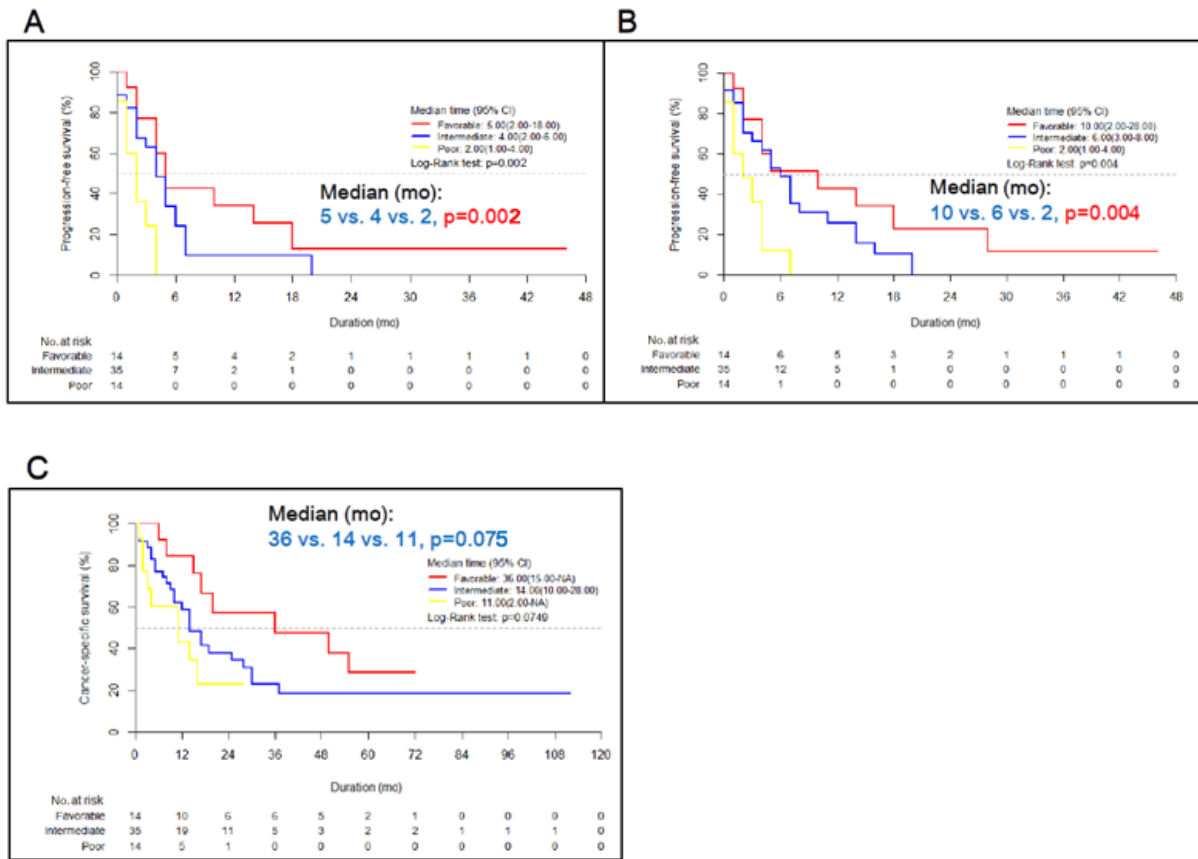 A
Progression-free survival (%)
100
80
60
40
20
0
Median time (95% CI)
Favorable: 5.00(2.00-18.00)
Intermediate: 4.00(2.00-5.00)
Poor: 2.00(1.00-4.00)
Log-Rank test: p=0.002
Median (mo):
5 vs. 4 vs. 2, p=0.002
0 6 12 18 24 30 36 42 48
Duration (mo)
No. at risk
Favorable 14 5 4 2 1 1 1 1 0
Intermediate 35 7 2 1 0 0 0 0 0
Poor 14 0 0 0 0 0 0 0 0
B
Progression-free survival (%)
100
80
60
40
20
0
Median time (95% CI)
Favorable: 10.00(2.00-28.00)
Intermediate: 6.00(3.00-8.00)
Poor: 2.00(1.00-4.00)
Log-Rank test: p=0.004
Median (mo):
10 vs. 6 vs. 2, p=0.004
0 6 12 18 24 30 36 42 48
Duration (mo)
No. at risk
Favorable 14 6 5 3 2 1 1 1 0
Intermediate 35 12 5 1 0 0 0 0 0
Poor 14 1 0 0 0 0 0 0 0
C
Cancer-specific survival (%)
100
80
60
40
20
0
Median (mo):
36 vs. 14 vs. 11, p=0.075
Median time (95% CI)
Favorable: 36.00(15.00-NA)
Intermediate: 14.00(10.00-28.00)
Poor: 11.00(2.00-NA)
Log-Rank test: p=0.0749
0 12 24 36 48 60 72 84 96 108 120
Duration (mo)
No. at risk
Favorable 14 10 6 6 5 2 1 0 0 0 0
Intermediate 35 19 11 5 3 2 2 1 1 1 0
Poor 14 5 1 0 0 0 0 0 0 0 0